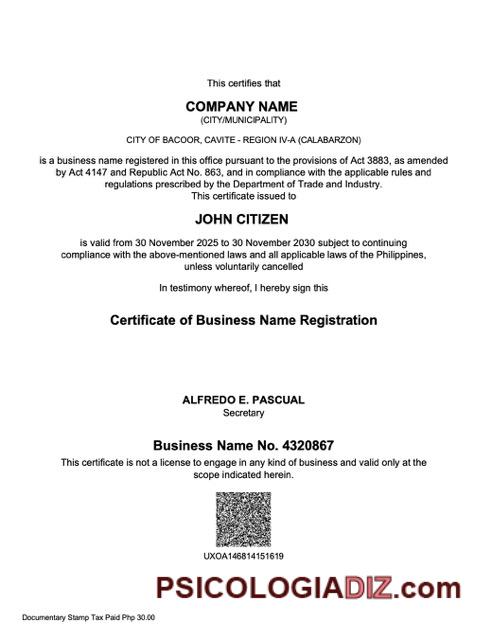 This certifies that
COMPANY NAME
(CITY/MUNICIPALITY)
CITY OF BACOOR, CAVITE - REGION IV-A (CALABARZON)
is a business name registered in this office pursuant to the provisions of Act 3883, as amended
by Act 4147 and Republic Act No. 863, and in compliance with the applicable rules and
regulations prescribed by the Department of Trade and Industry.
This certificate issued to
JOHN CITIZEN
is valid from 30 November 2025 to 30 November 2030 subject to continuing
compliance with the above-mentioned laws and all applicable laws of the Philippines,
unless voluntarily cancelled
In testimony whereof, I hereby sign this
Certificate of Business Name Registration
ALFREDO E. PASCUAL
Secretary
Business Name No. 4320867
This certificate is not a license to engage in any kind of business and valid only at the
scope indicated herein.
UXOA146814151619
PSICOLOGIADIZ.com
Documentary Stamp Tax Paid Php 30.00